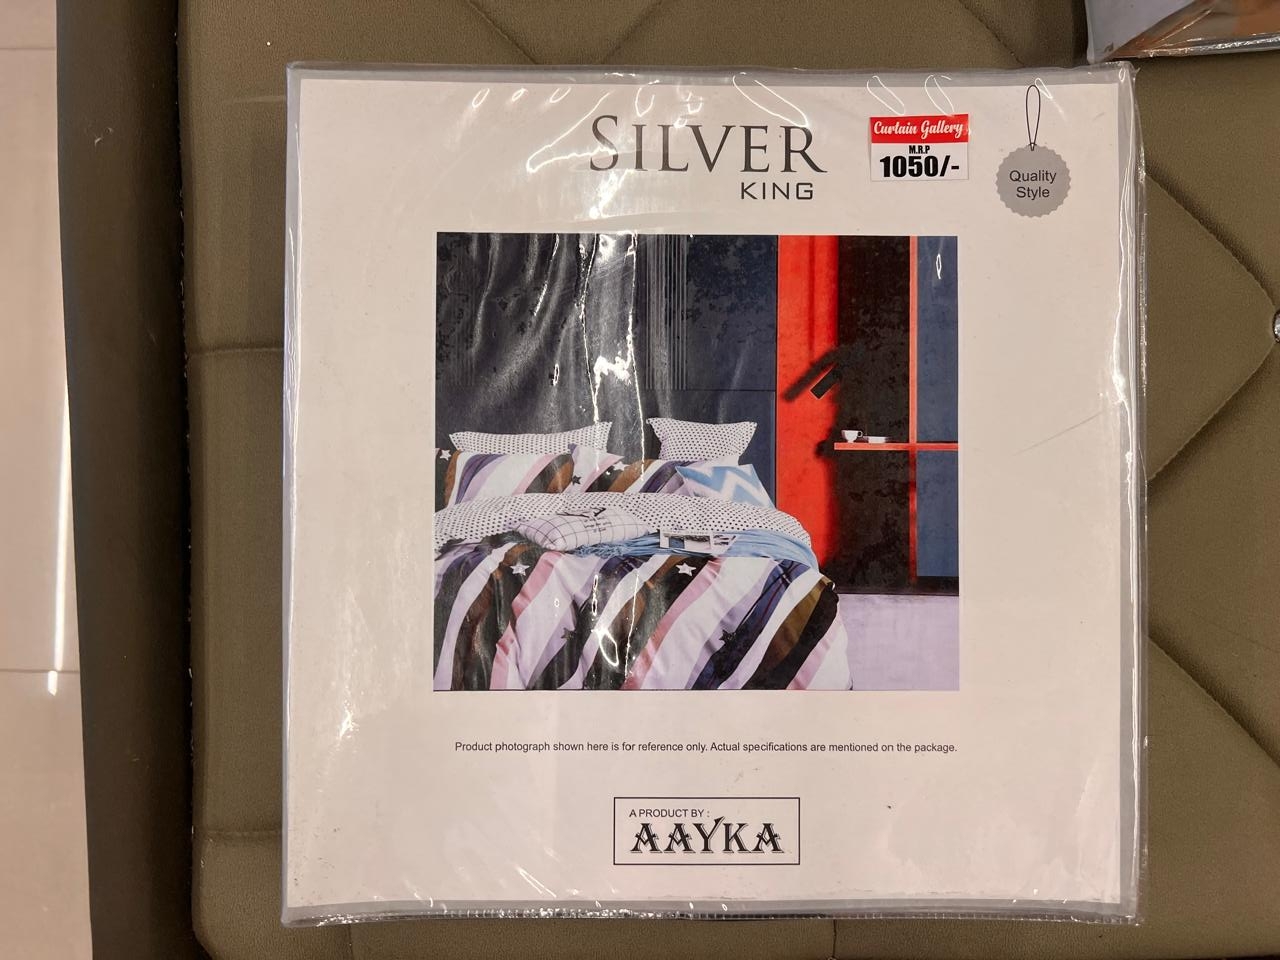 SILVER
KING
Curtain Gallery
M.R.P
1050/-
Quality
Style
Product photograph shown here is for reference only. Actual specifications are mentioned on the package.
A PRODUCT BY :
AAYKA